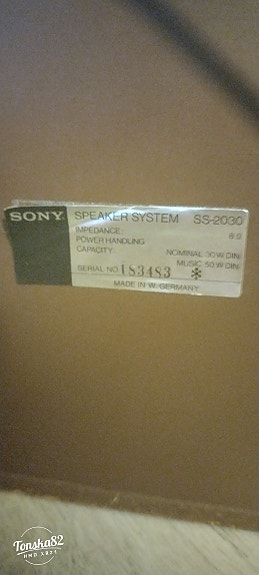 SONY SPEAKER SYSTEM SS-2030
IMPEDANCE: 8Ω
POWER HANDLING
CAPACITY: NOMINAL 30W DIN
MUSIC 50W DIN
SERIAL NO 183483 ✻
MADE IN W. GERMANY
Tonska82